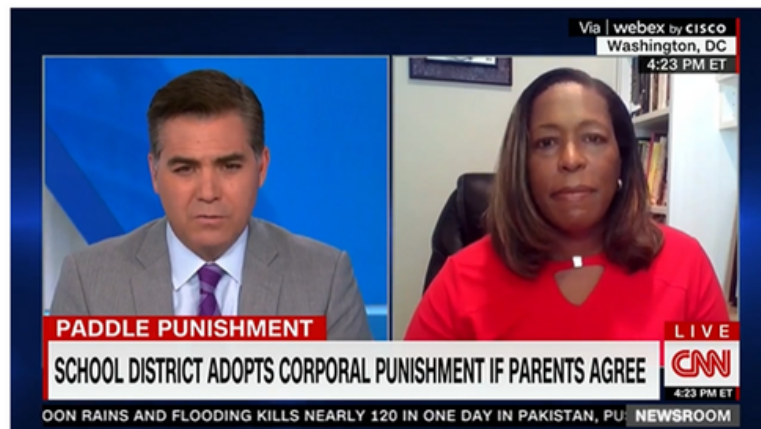 Via | webex by CISCO
Washington, DC
4:23 PM ET
PADDLE PUNISHMENT
LIVE
SCHOOL DISTRICT ADOPTS CORPORAL PUNISHMENT IF PARENTS AGREE
CNN
4:23 PM ET
OON RAINS AND FLOODING KILLS NEARLY 120 IN ONE DAY IN PAKISTAN, PU
NEWSROOM